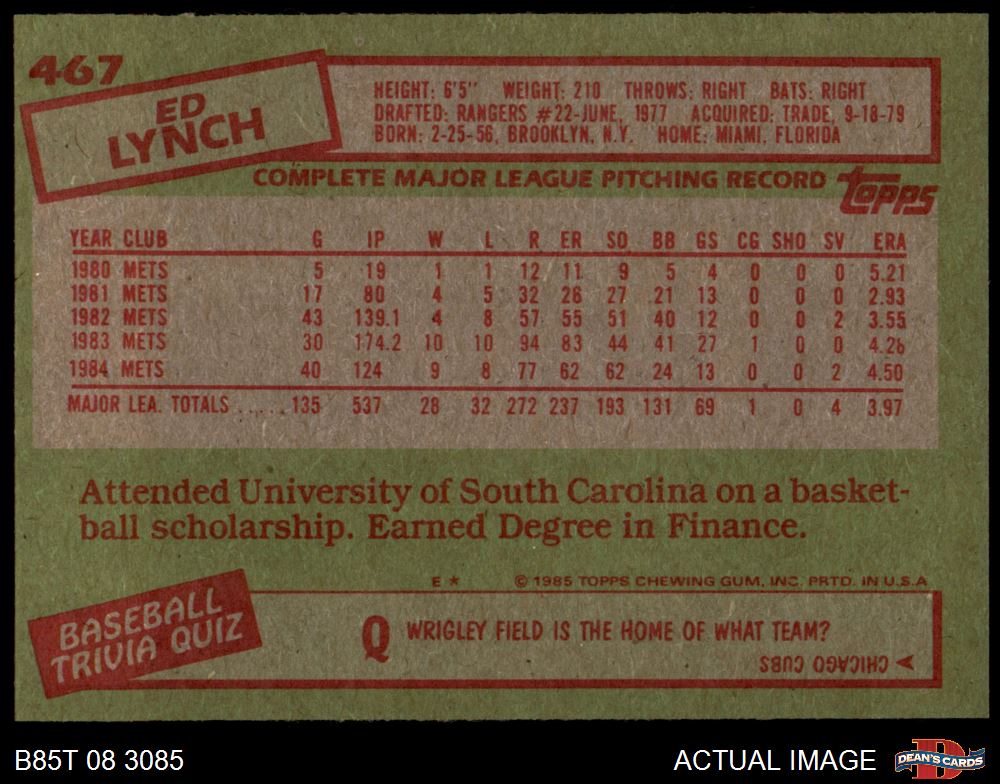 467
ED
LYNCH
HEIGHT: 6'5" WEIGHT: 210 THROWS: RIGHT BATS: RIGHT
DRAFTED: RANGERS #22-JUNE, 1977 ACQUIRED: TRADE, 9-18-79
BORN: 2-25-56, BROOKLYN, N.Y. HOME: MIAMI, FLORIDA
COMPLETE MAJOR LEAGUE PITCHING RECORD
topps
YEAR CLUB G IP W L R ER SO BB GS CG SHO SV ERA
1980 METS 5 19 1 1 12 11 9 5 4 0 0 0 5.21
1981 METS 17 80 4 5 32 26 27 21 13 0 0 0 2.93
1982 METS 43 139.1 4 8 57 55 51 40 12 0 0 2 3.55
1983 METS 30 174.2 10 10 94 83 44 41 27 1 0 0 4.28
1984 METS 40 124 9 8 77 62 62 24 13 0 0 2 4.50
MAJOR LEA. TOTALS ..... 135 537 28 32 272 237 193 131 69 1 0 4 3.97
Attended University of South Carolina on a basket-
ball scholarship. Earned Degree in Finance.
E * © 1985 TOPPS CHEWING GUM, INC. PRTD. IN U.S.A
BASEBALL
TRIVIA QUIZ
Q WRIGLEY FIELD IS THE HOME OF WHAT TEAM?
CHICAGO CUBS
B85T 08 3085
ACTUAL IMAGE
D
DEAN'S CARDS